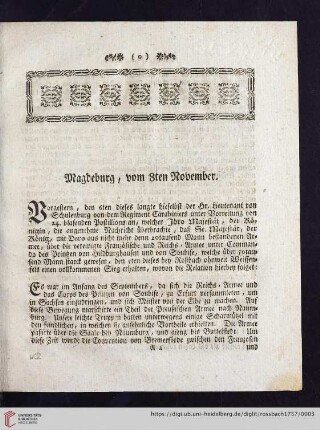 ( 0 )
Magdeburg, vom 8ten November.
Vorgestern, den 6ten dieses langte hieselbst der Hr. Lieutenant von
Schulenburg von dem Regiment Carabiniers unter Vorreitung von
24. blasenden Postillions an, welcher Ihro Majestät, der Kö-
nigin, die angenehme Nachricht überbracht, daß Se. Majestät, der
König, mit Dero aus nicht mehr denn 20tausend Mann bestandenen Ar-
mee, über die vereinigte Französische, und Reichs-Armee unter Comman-
do des Prinzen von Hildburghausen und von Soubise, welche über 60tau-
send Mann starck gewesen, den 5ten dieses bey Rosbach ohnweit Weissen-
fels einen vollkommenen Sieg erhalten, wovon die Relation hierbey folget:
Es war im Anfang des Septembers, da sich die Reichs-Armee und
das Corps des Prinzen von Soubise, zu Erfurt versammleten, um
in Sachsen einzudringen, und sich Meister von der Elbe zu machen. Auf
diese Bewegung marschirte ein Theil der Preußischen Armee nach Naum-
burg. Unsere leichte Truppen hatten unterwegens einige Scharmützel mit
den feindlichen, in welchen sie ansehnliche Vortheile erhielten. Die Armee
passirte über die Saale bey Naumburg, und gieng bis Buttelstedt. Um
diese Zeit wurde die Convention von Bremervörde zwischen den Franzosen
und
https://digi.ub.uni-heidelberg.de/diglit/rossbach1757/0003